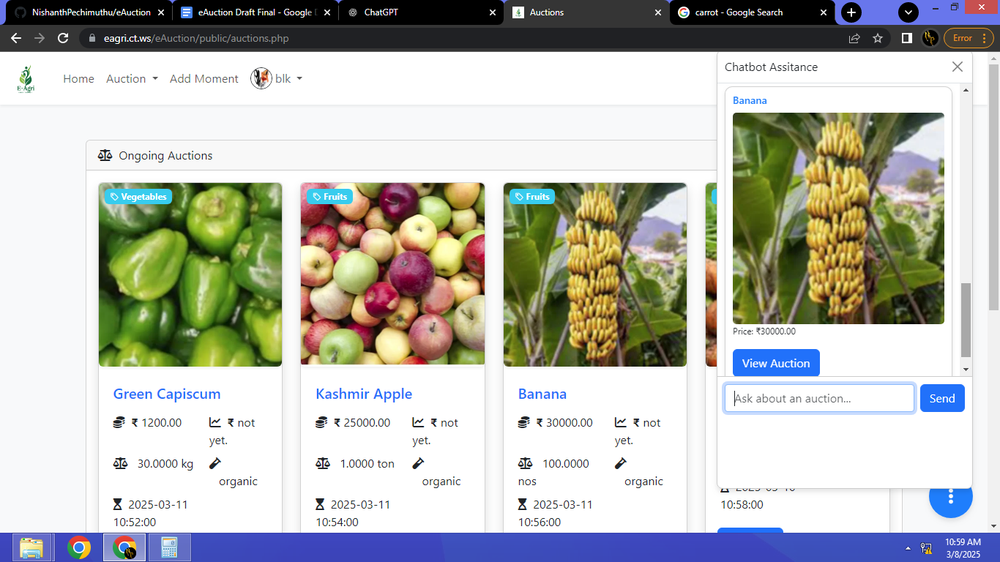 NishanthPechimuthu/eAuction
eAuction Draft Final - Google D
ChatGPT
Auctions
carrot - Google Search
eagri.ct.ws/eAuction/public/auctions.php
Error
E-Agri
Home
Auction
Add Moment
blk
Ongoing Auctions
Vegetables
Green Capiscum
₹ 1200.00
₹ not
yet.
30.0000 kg
organic
2025-03-11
10:52:00
Fruits
Kashmir Apple
₹ 25000.00
₹ not
yet.
1.0000 ton
organic
2025-03-11
10:54:00
Fruits
Banana
₹ 30000.00
₹ not
yet.
100.0000
nos
organic
2025-03-11
10:56:00
10:58:00
Chatbot Assitance
Banana
Price: ₹30000.00
View Auction
Ask about an auction...
Send
10:59 AM
3/8/2025